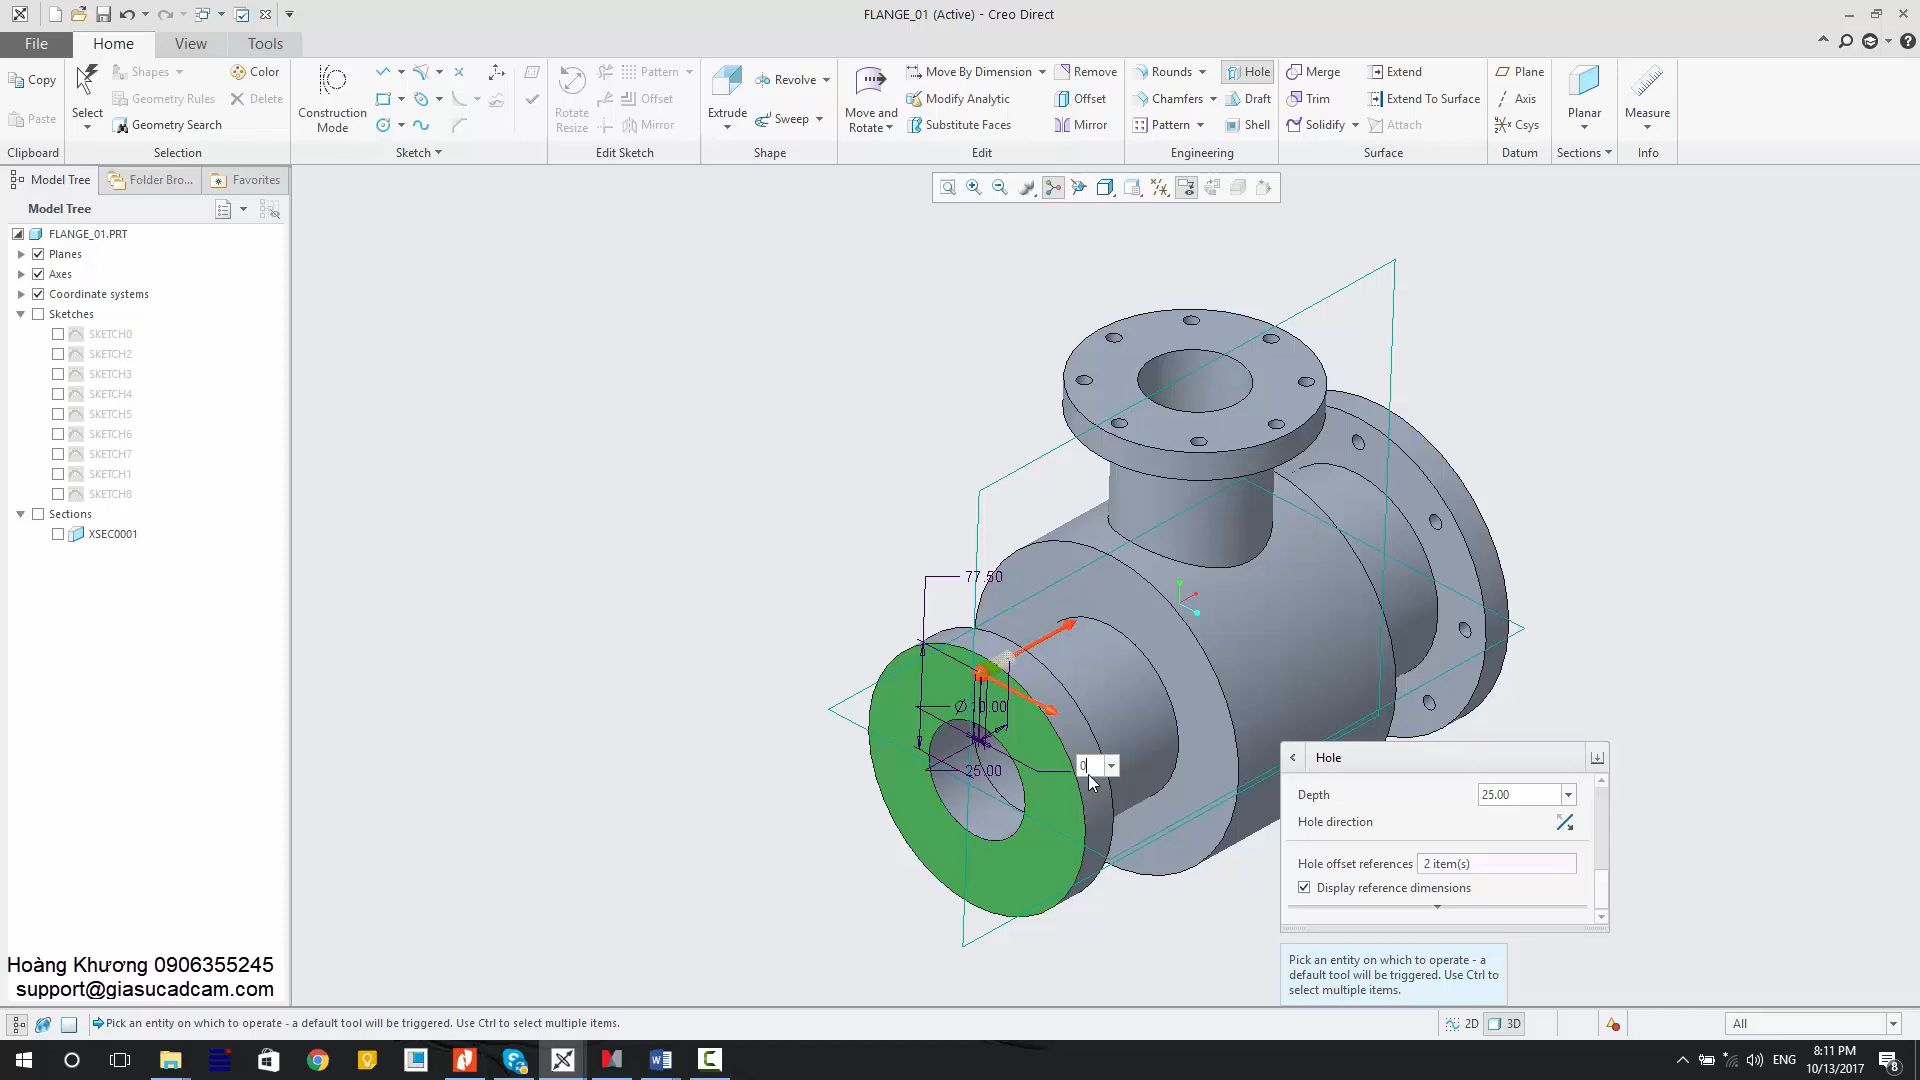 FLANGE_01 (Active) - Creo Direct
File
Home
View
Tools
Copy
Paste
Clipboard
Select
Shapes
Geometry Rules
Geometry Search
Color
Delete
Selection
Construction
Mode
Sketch
Rotate
Resize
Pattern
Offset
Mirror
Edit Sketch
Extrude
Revolve
Sweep
Shape
Move and
Rotate
Move By Dimension
Modify Analytic
Substitute Faces
Remove
Offset
Mirror
Edit
Rounds
Chamfers
Pattern
Hole
Draft
Shell
Engineering
Merge
Trim
Solidify
Extend
Extend To Surface
Attach
Surface
Plane
Axis
Csys
Datum
Planar
Sections
Measure
Info
Model Tree
Folder Bro...
Favorites
Model Tree
FLANGE_01.PRT
Planes
Axes
Coordinate systems
Sketches
SKETCH0
SKETCH2
SKETCH3
SKETCH4
SKETCH5
SKETCH6
SKETCH7
SKETCH1
SKETCH8
Sections
XSEC0001
77.50
Ø 10.00
25.00
0
Hole
Depth
25.00
Hole direction
Hole offset references
2 item(s)
Display reference dimensions
Pick an entity on which to operate - a
default tool will be triggered. Use Ctrl to
select multiple items.
Hoàng Khương 0906355245
support@giasucadcam.com
Pick an entity on which to operate - a default tool will be triggered. Use Ctrl to select multiple items.
2D
3D
All
ENG
8:11 PM
10/13/2017
8